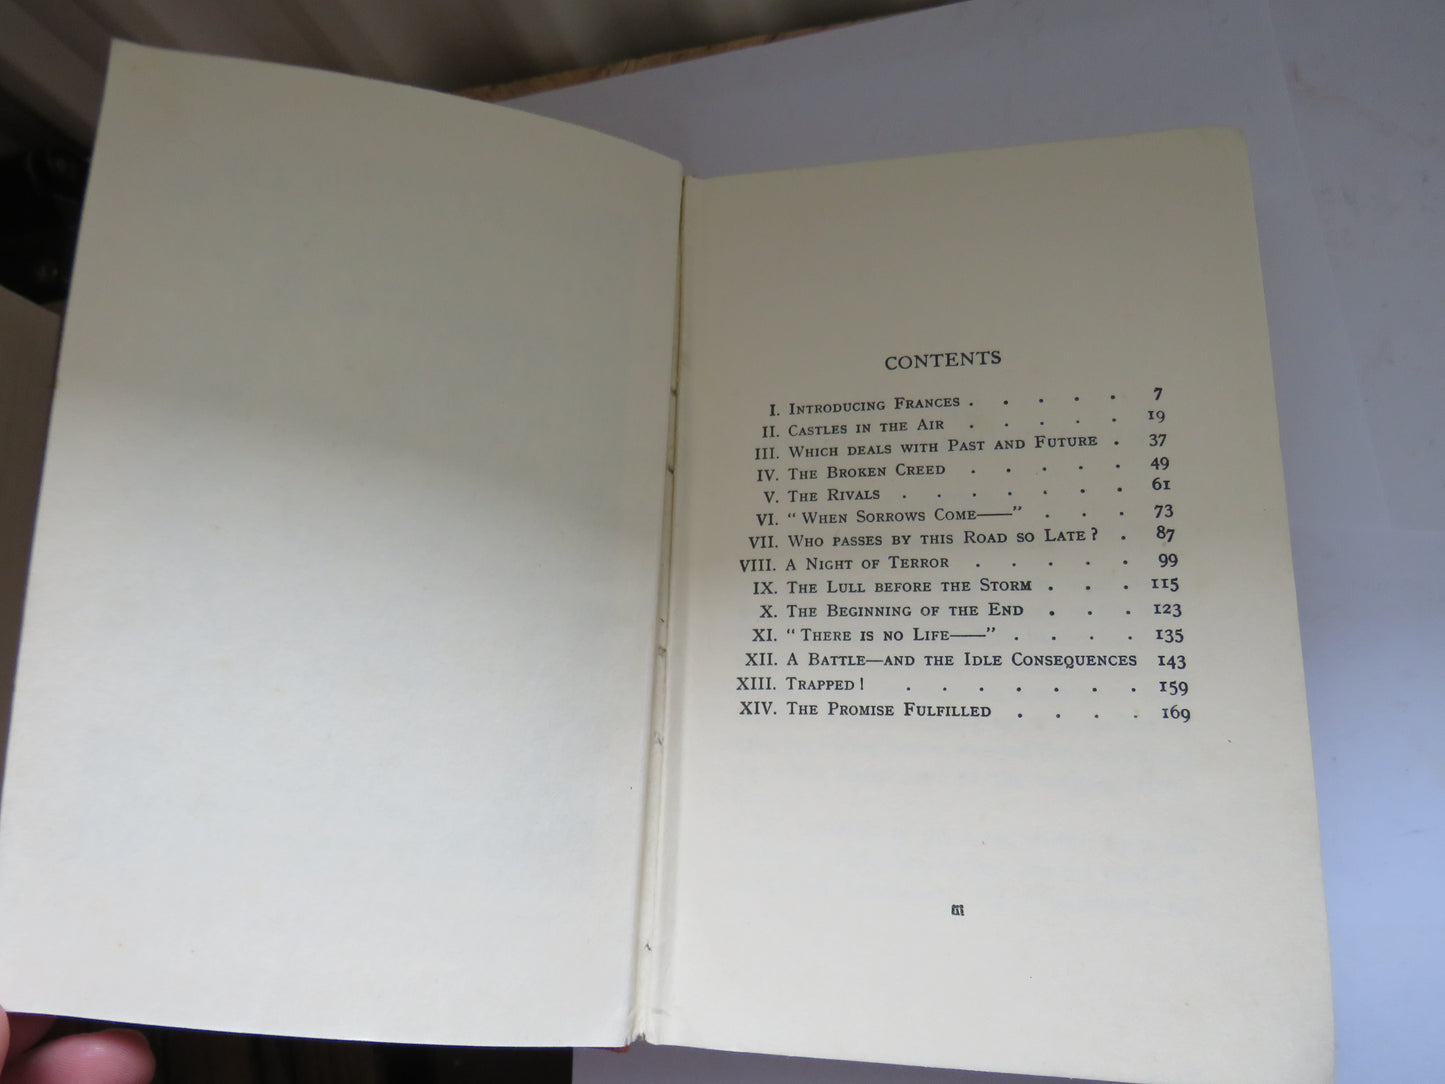 CONTENTS
I. Introducing Frances . . . . . 7
II. Castles in the Air . . . . . 19
III. Which deals with Past and Future . 37
IV. The Broken Creed . . . . . 49
V. The Rivals . . . . . . . 61
VI. “ When Sorrows Come—— ” . . . 73
VII. Who passes by this Road so Late ? . 87
VIII. A Night of Terror . . . . . 99
IX. The Lull before the Storm . . . 115
X. The Beginning of the End . . . 123
XI. “ There is no Life—— ” . . . . 135
XII. A Battle—and the Idle Consequences 143
XIII. Trapped ! . . . . . . . 159
XIV. The Promise Fulfilled . . . . 169